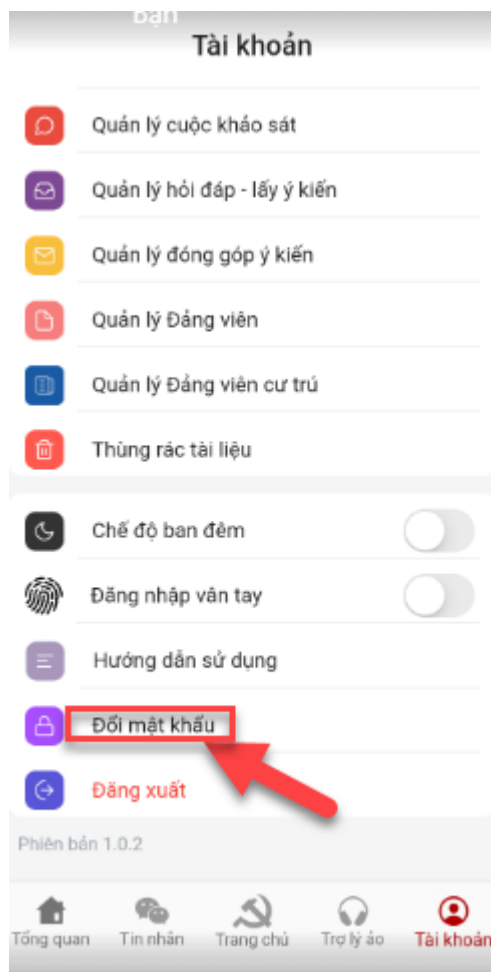 Bạn
Tài khoản
Quản lý cuộc khảo sát
Quản lý hỏi đáp - lấy ý kiến
Quản lý đóng góp ý kiến
Quản lý Đảng viên
Quản lý Đảng viên cư trú
Thùng rác tài liệu
Chế độ ban đêm
Đăng nhập vân tay
Hướng dẫn sử dụng
Đổi mật khẩu
Đăng xuất
Phiên bản 1.0.2
Tổng quan Tin nhắn Trang chủ Trợ lý ảo Tài khoản